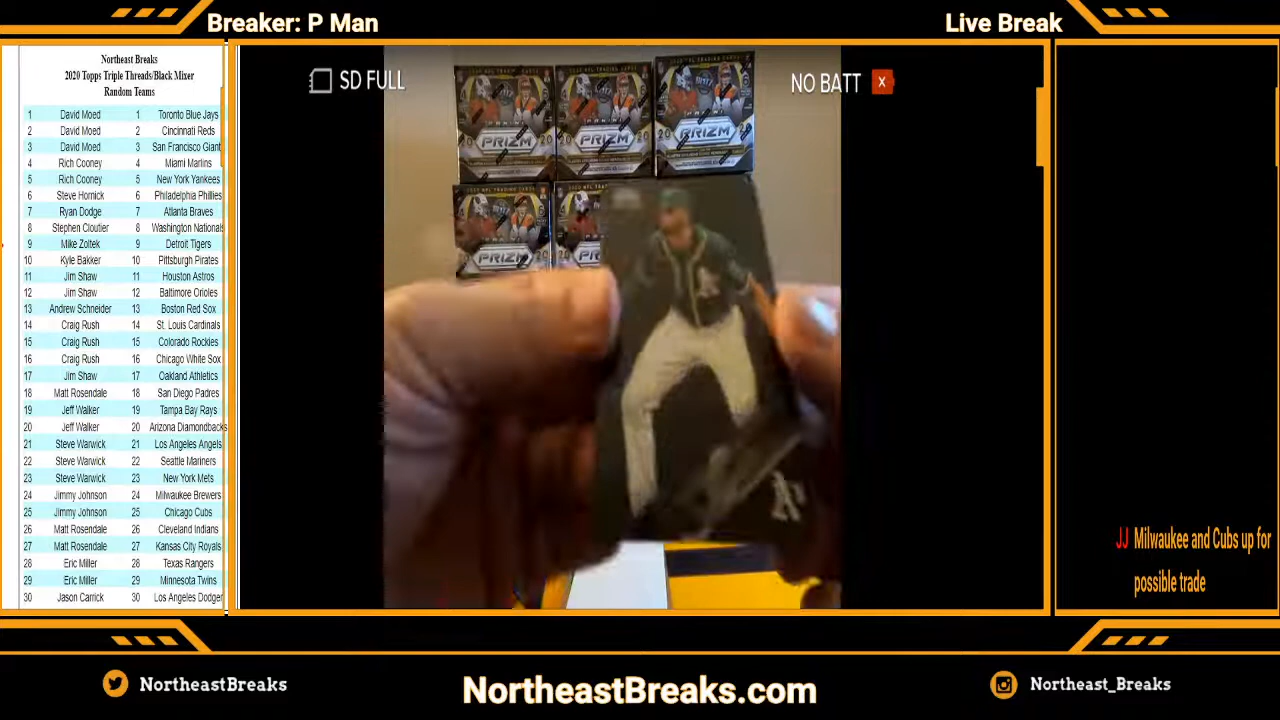 Breaker: P Man
Live Break
Northeast Breaks
2020 Topps Triple Threads/Black Mixer
Random Teams
1 David Moed 1 Toronto Blue Jays
2 David Moed 2 Cincinnati Reds
3 David Moed 3 San Francisco Giant
4 Rich Cooney 4 Miami Marlins
5 Rich Cooney 5 New York Yankees
6 Steve Hornick 6 Philadelphia Phillies
7 Ryan Dodge 7 Atlanta Braves
8 Stephen Cloutier 8 Washington Nationals
9 Mike Zoltek 9 Detroit Tigers
10 Kyle Bakker 10 Pittsburgh Pirates
11 Jim Shaw 11 Houston Astros
12 Jim Shaw 12 Baltimore Orioles
13 Andrew Schneider 13 Boston Red Sox
14 Craig Rush 14 St. Louis Cardinals
15 Craig Rush 15 Colorado Rockies
16 Craig Rush 16 Chicago White Sox
17 Jim Shaw 17 Oakland Athletics
18 Matt Rosendale 18 San Diego Padres
19 Jeff Walker 19 Tampa Bay Rays
20 Jeff Walker 20 Arizona Diamondbacks
21 Steve Warwick 21 Los Angeles Angels
22 Steve Warwick 22 Seattle Mariners
23 Steve Warwick 23 New York Mets
24 Jimmy Johnson 24 Milwaukee Brewers
25 Jimmy Johnson 25 Chicago Cubs
26 Matt Rosendale 26 Cleveland Indians
27 Matt Rosendale 27 Kansas City Royals
28 Eric Miller 28 Texas Rangers
29 Eric Miller 29 Minnesota Twins
30 Jason Carrick 30 Los Angeles Dodger
SD FULL
NO BATT x
PRIZM
PRIZM
PRIZM
A's
JJ Milwaukee and Cubs up for
possible trade
NortheastBreaks
NortheastBreaks.com
Northeast_Breaks